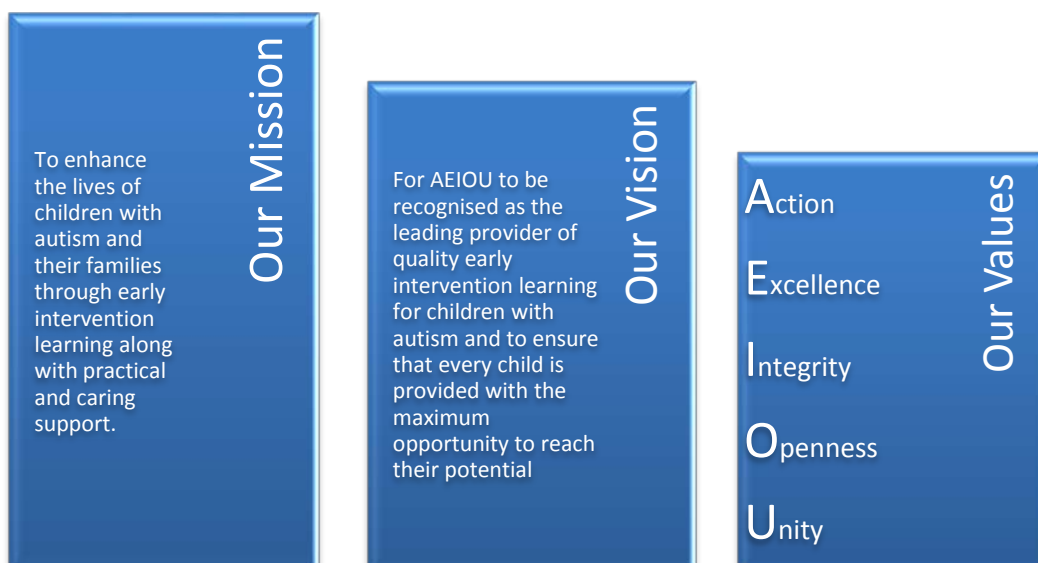 Our Mission
To enhance
the lives of
children with
autism and
their families
through early
intervention
learning along
with practical
and caring
support.
Our Vision
For AEIOU to be
recognised as the
leading provider of
quality early
intervention learning
for children with
autism and to ensure
that every child is
provided with the
maximum
opportunity to reach
their potential
Our Values
Action
Excellence
Integrity
Openness
Unity